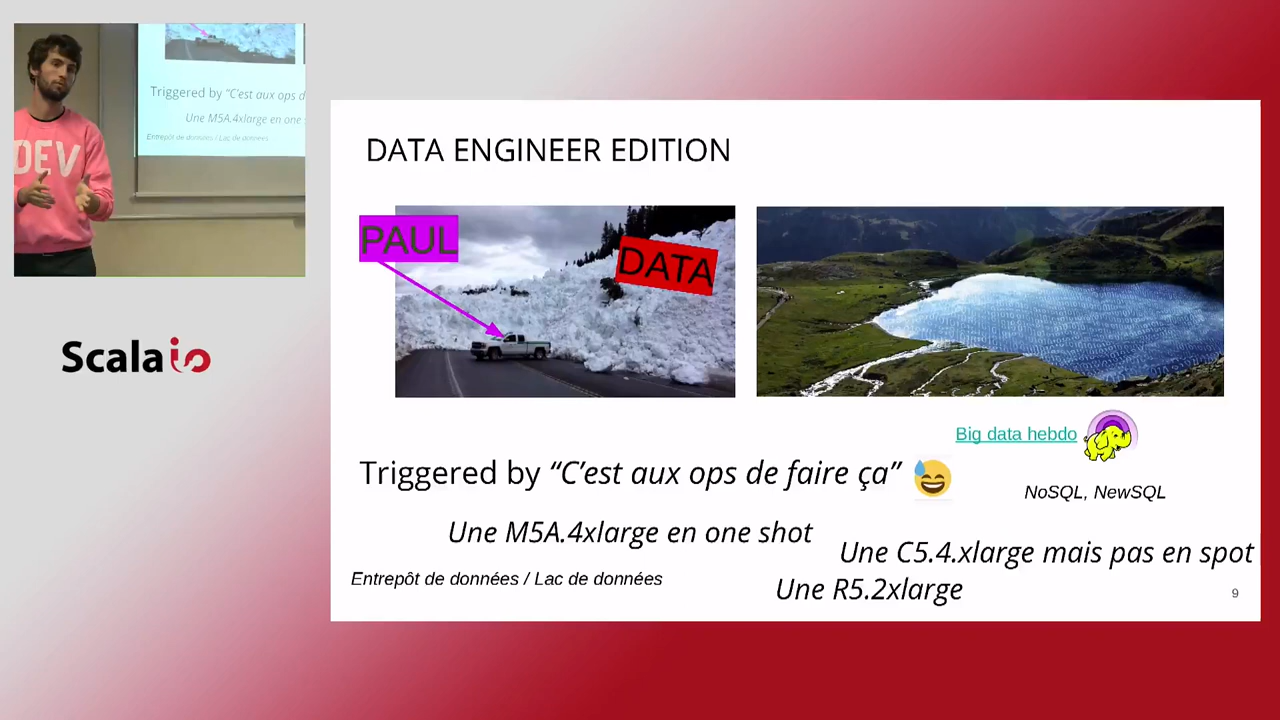 Triggered by “C’est aux ops d
Une M5A.4xlarge en one
Entrepôt de données / Lac de données
DEV
Scala io
DATA ENGINEER EDITION
PAUL
DATA
Big data hebdo
Triggered by “C’est aux ops de faire ça”
NoSQL, NewSQL
Une M5A.4xlarge en one shot
Une C5.4.xlarge mais pas en spot
Entrepôt de données / Lac de données
Une R5.2xlarge
9